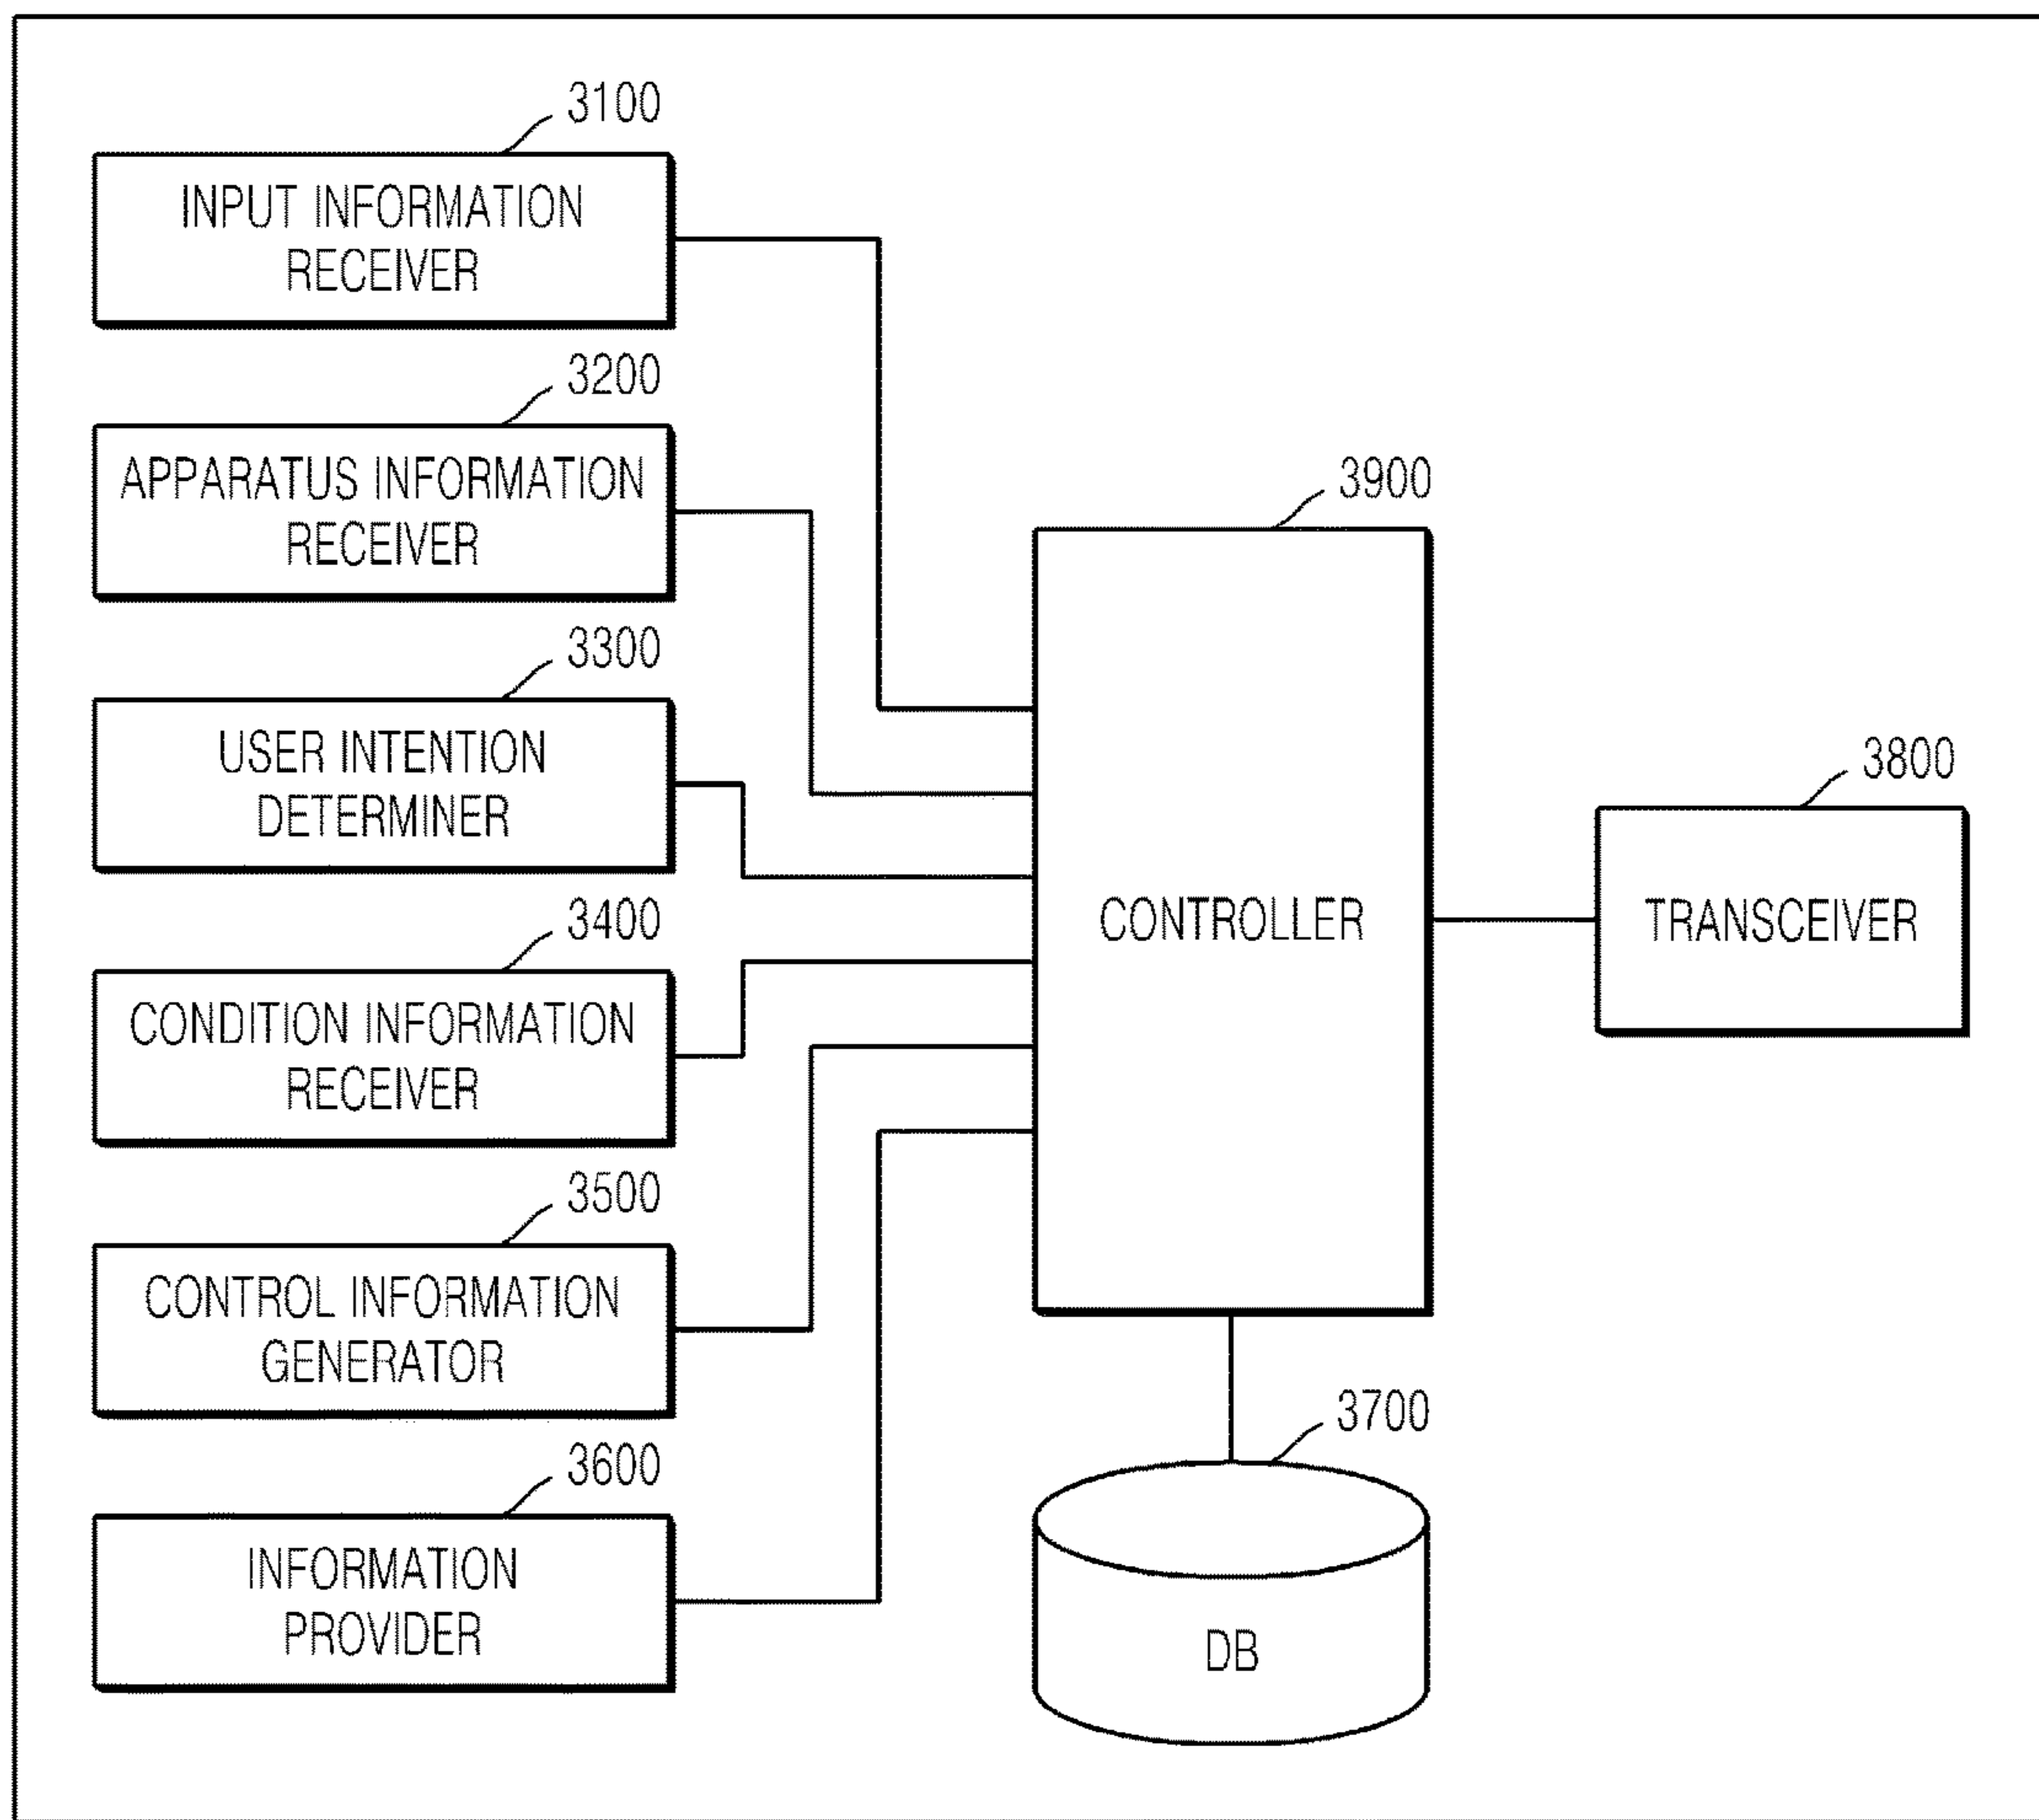 3100
INPUT INFORMATION
RECEIVER
3200
APPARATUS INFORMATION
RECEIVER
3300
USER INTENTION
DETERMINER
3400
CONDITION INFORMATION
RECEIVER
3500
CONTROL INFORMATION
GENERATOR
3600
INFORMATION
PROVIDER
3900
CONTROLLER
3800
TRANSCEIVER
3700
DB